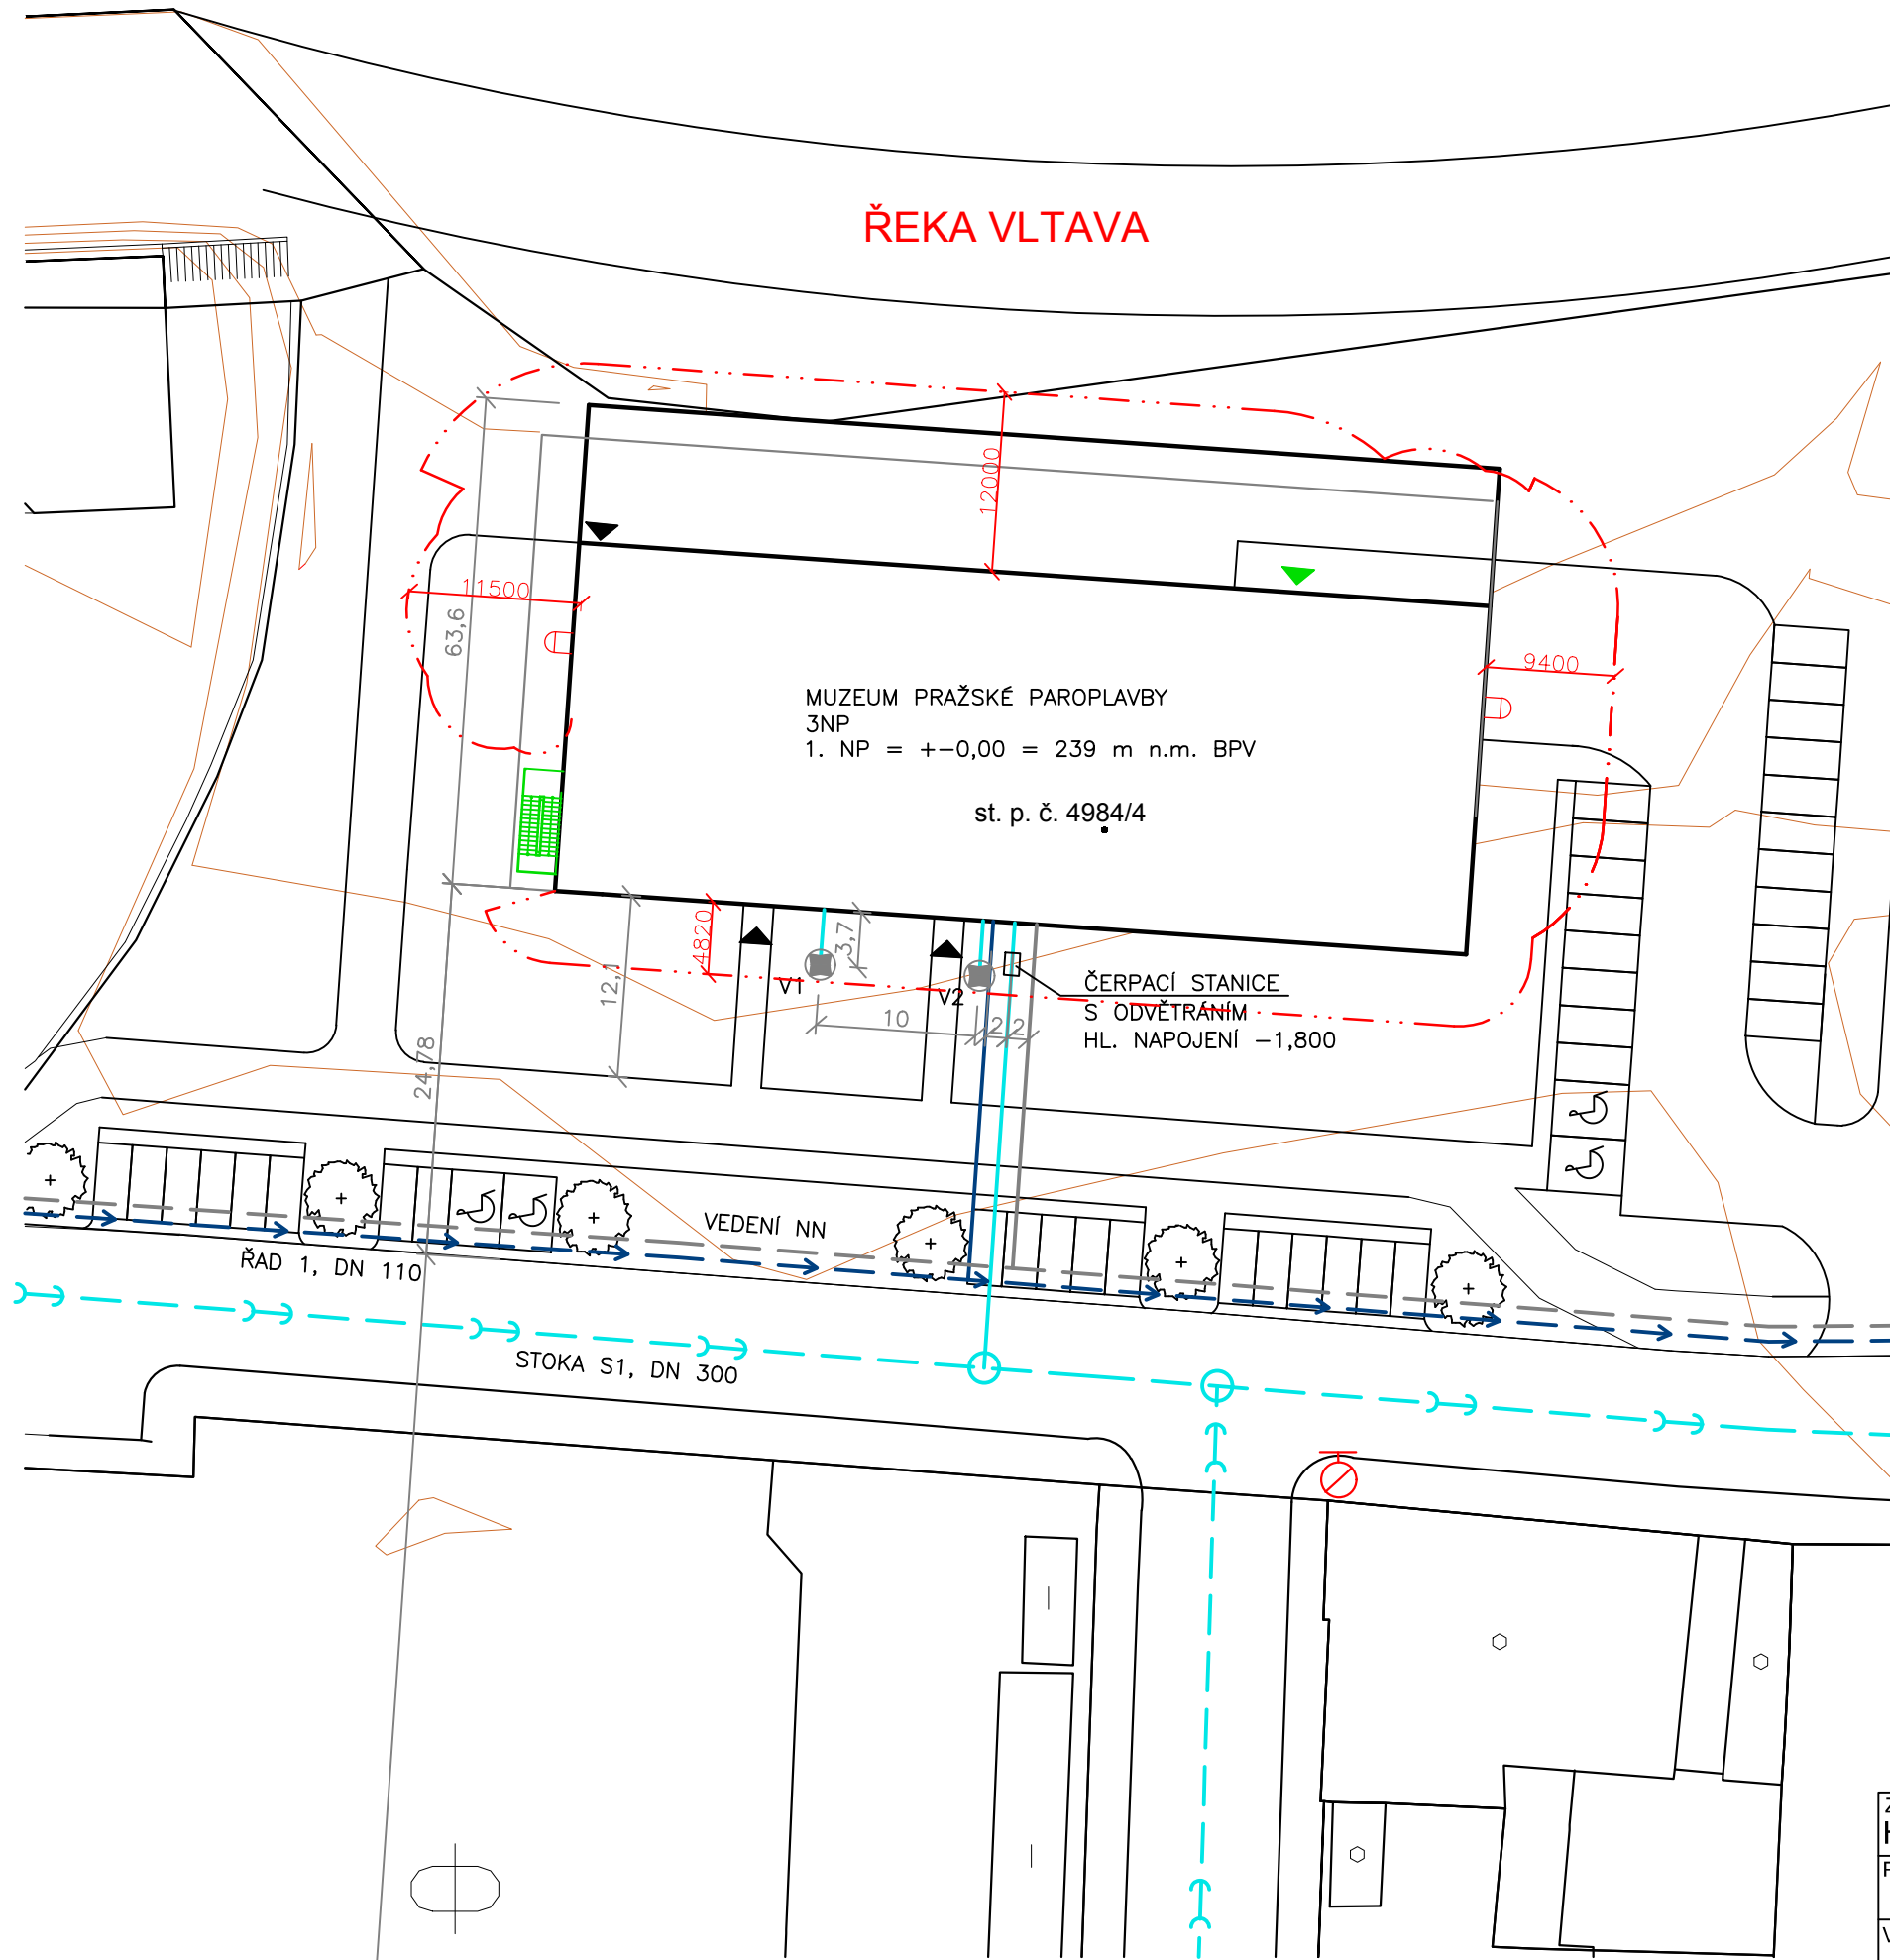 ŘEKA VLTAVA
12000
11500
63,6
9400
MUZEUM PRAŽSKÉ PAROPLAVBY
3NP
1. NP = +-0,00 = 239 m n.m. BPV
st. p. č. 4984/4
4820
3,7
12,1
V1
V2
ČERPACÍ STANICE
S ODVĚTRÁNÍM
HL. NAPOJENÍ -1,800
10
2
2
24,78
VEDENÍ NN
ŘAD 1, DN 110
STOKA S1, DN 300